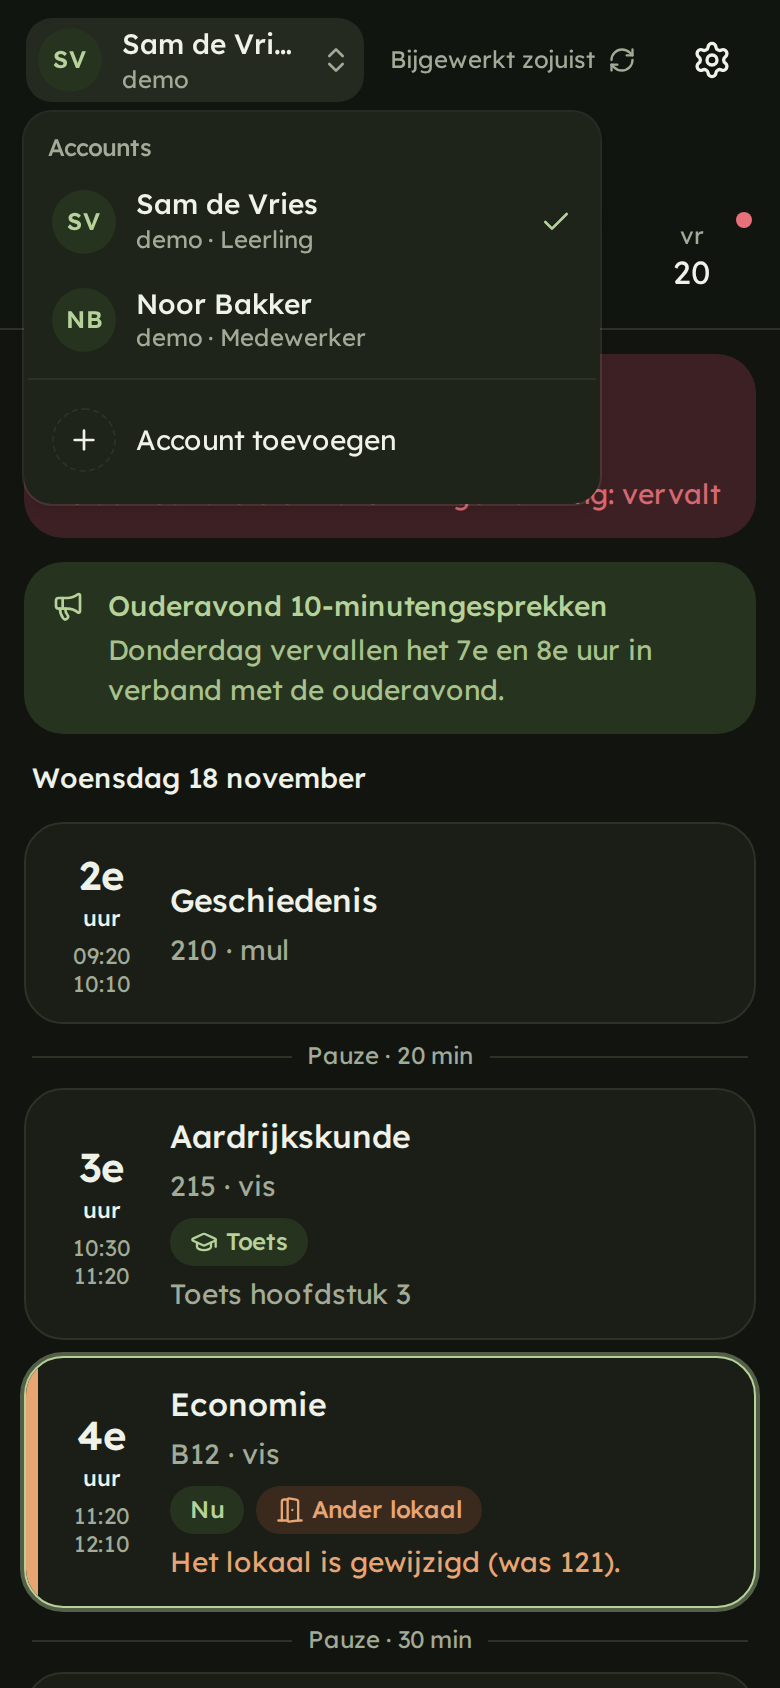 SV
Sam de Vri...
demo
Bijgewerkt zojuist
Accounts
SV
Sam de Vries
demo · Leerling
NB
Noor Bakker
demo · Medewerker
Account toevoegen
vr
20
vervalt
Ouderavond 10-minutengesprekken
Donderdag vervallen het 7e en 8e uur in
verband met de ouderavond.
Woensdag 18 november
2e
uur
09:20
10:10
Geschiedenis
210 · mul
Pauze · 20 min
3e
uur
10:30
11:20
Aardrijkskunde
215 · vis
Toets
Toets hoofdstuk 3
4e
uur
11:20
12:10
Economie
B12 · vis
Nu
Ander lokaal
Het lokaal is gewijzigd (was 121).
Pauze · 30 min